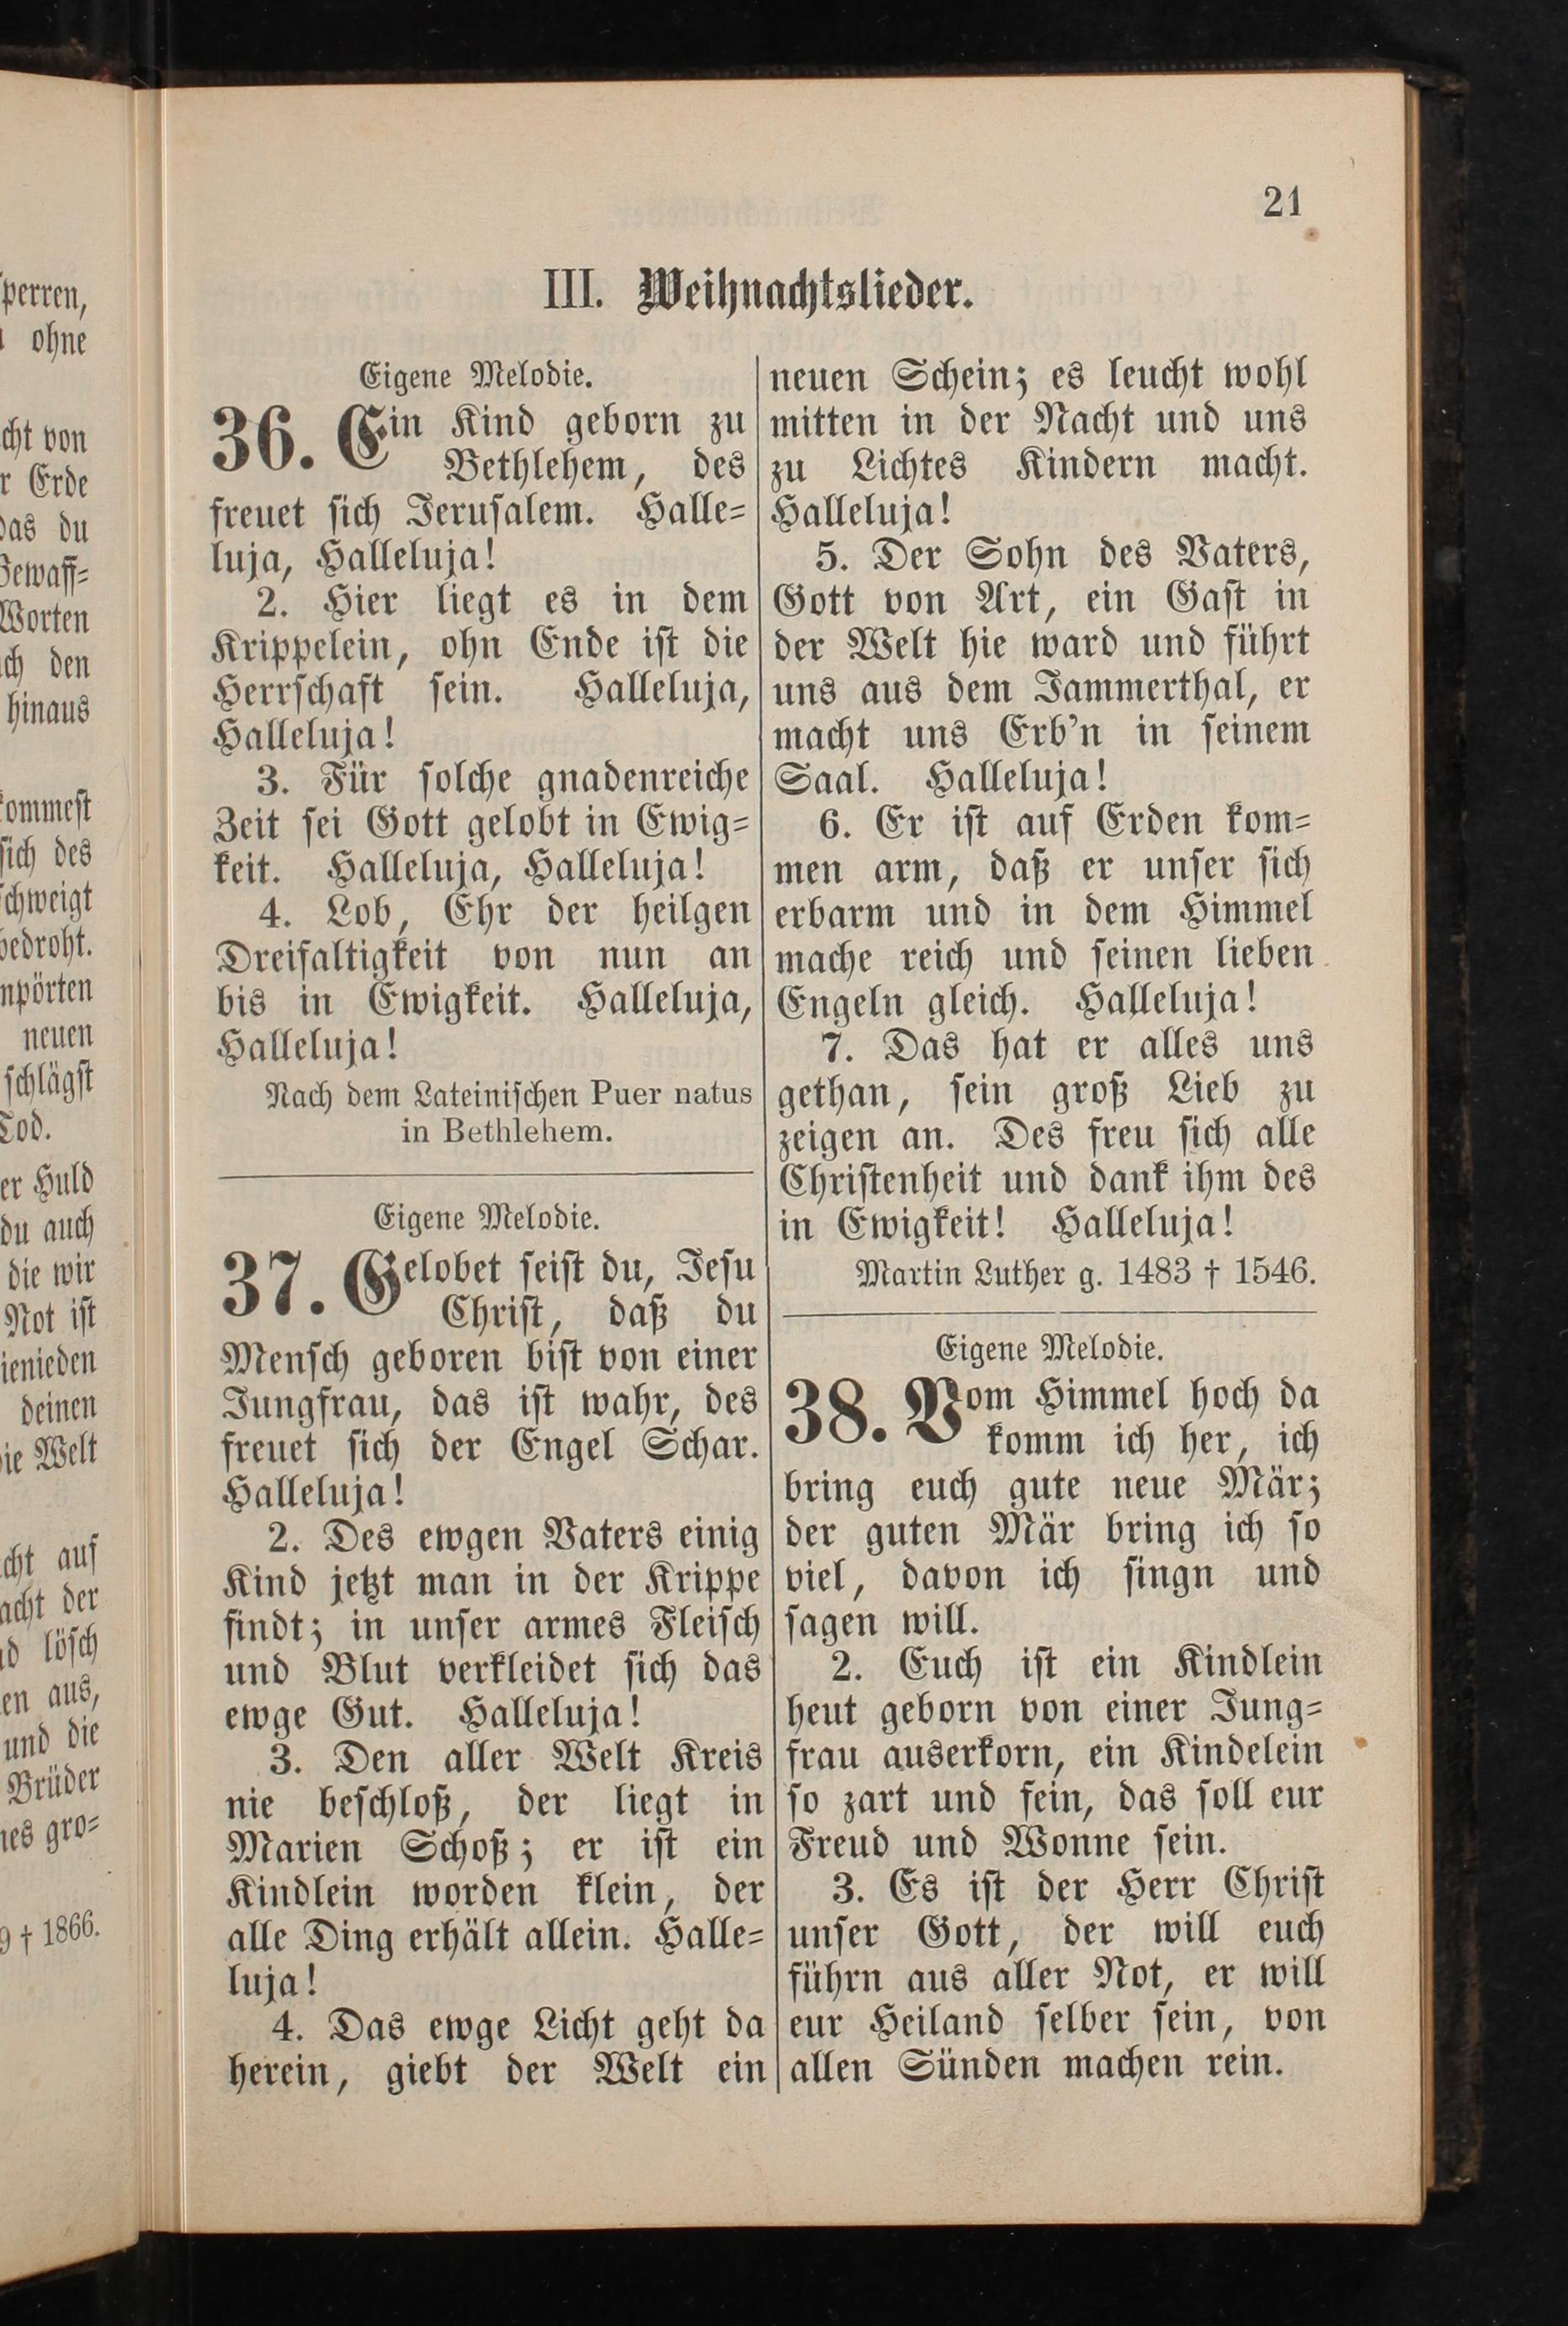 21
III. Weihnachtslieder.
Eigene Melodie.
36. Ein Kind geborn zu
Bethlehem, des
freuet sich Jerusalem. Halle=
luja, Halleluja!
2. Hier liegt es in dem
Krippelein, ohn Ende ist die
Herrschaft sein. Halleluja,
Halleluja!
3. Für solche gnadenreiche
Zeit sei Gott gelobt in Ewig=
keit. Halleluja, Halleluja!
4. Lob, Ehr der heilgen
Dreifaltigkeit von nun an
bis in Ewigkeit. Halleluja,
Halleluja!
Nach dem Lateinischen Puer natus
in Bethlehem.
Eigene Melodie.
37. Gelobet seist du, Jesu
Christ, daß du
Mensch geboren bist von einer
Jungfrau, das ist wahr, des
freuet sich der Engel Schar.
Halleluja!
2. Des ewgen Vaters einig
Kind jetzt man in der Krippe
findt; in unser armes Fleisch
und Blut verkleidet sich das
ewge Gut. Halleluja!
3. Den aller Welt Kreis
nie beschloß, der liegt in
Marien Schoß; er ist ein
Kindlein worden klein, der
alle Ding erhält allein. Halle=
luja!
4. Das ewge Licht geht da
herein, giebt der Welt ein
neuen Schein; es leucht wohl
mitten in der Nacht und uns
zu Lichtes Kindern macht.
Halleluja!
5. Der Sohn des Vaters,
Gott von Art, ein Gast in
der Welt hie ward und führt
uns aus dem Jammerthal, er
macht uns Erb'n in seinem
Saal. Halleluja!
6. Er ist auf Erden kom=
men arm, daß er unser sich
erbarm und in dem Himmel
mache reich und seinen lieben
Engeln gleich. Halleluja!
7. Das hat er alles uns
gethan, sein groß Lieb zu
zeigen an. Des freu sich alle
Christenheit und dank ihm des
in Ewigkeit! Halleluja!
Martin Luther g. 1483 † 1546.
Eigene Melodie.
38. Vom Himmel hoch da
komm ich her, ich
bring euch gute neue Mär;
der guten Mär bring ich so
viel, davon ich singn und
sagen will.
2. Euch ist ein Kindlein
heut geborn von einer Jung=
frau auserkorn, ein Kindelein
so zart und fein, das soll eur
Freud und Wonne sein.
3. Es ist der Herr Christ
unser Gott, der will euch
führn aus aller Not, er will
eur Heiland selber sein, von
allen Sünden machen rein.